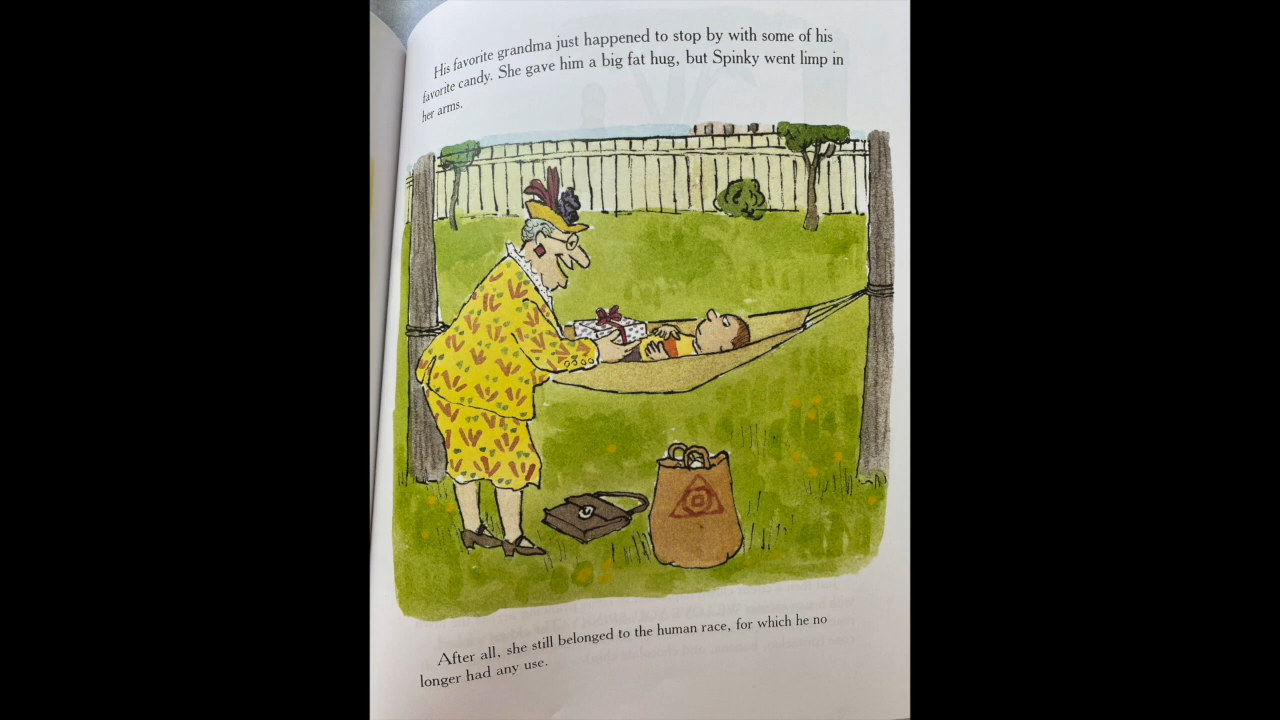 His favorite grandma just happened to stop by with some of his
favorite candy. She gave him a big fat hug, but Spinky went limp in
her arms.
After all, she still belonged to the human race, for which he no
longer had any use.